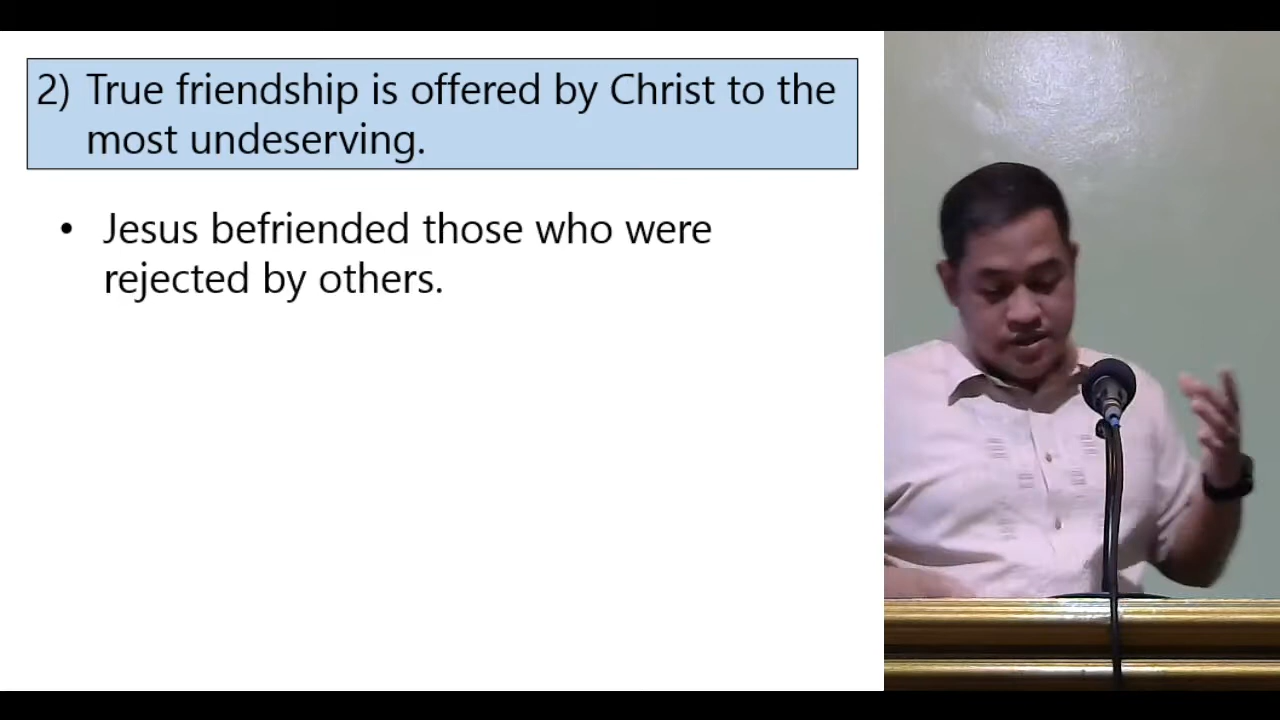 2) True friendship is offered by Christ to the
most undeserving.
• Jesus befriended those who were
rejected by others.